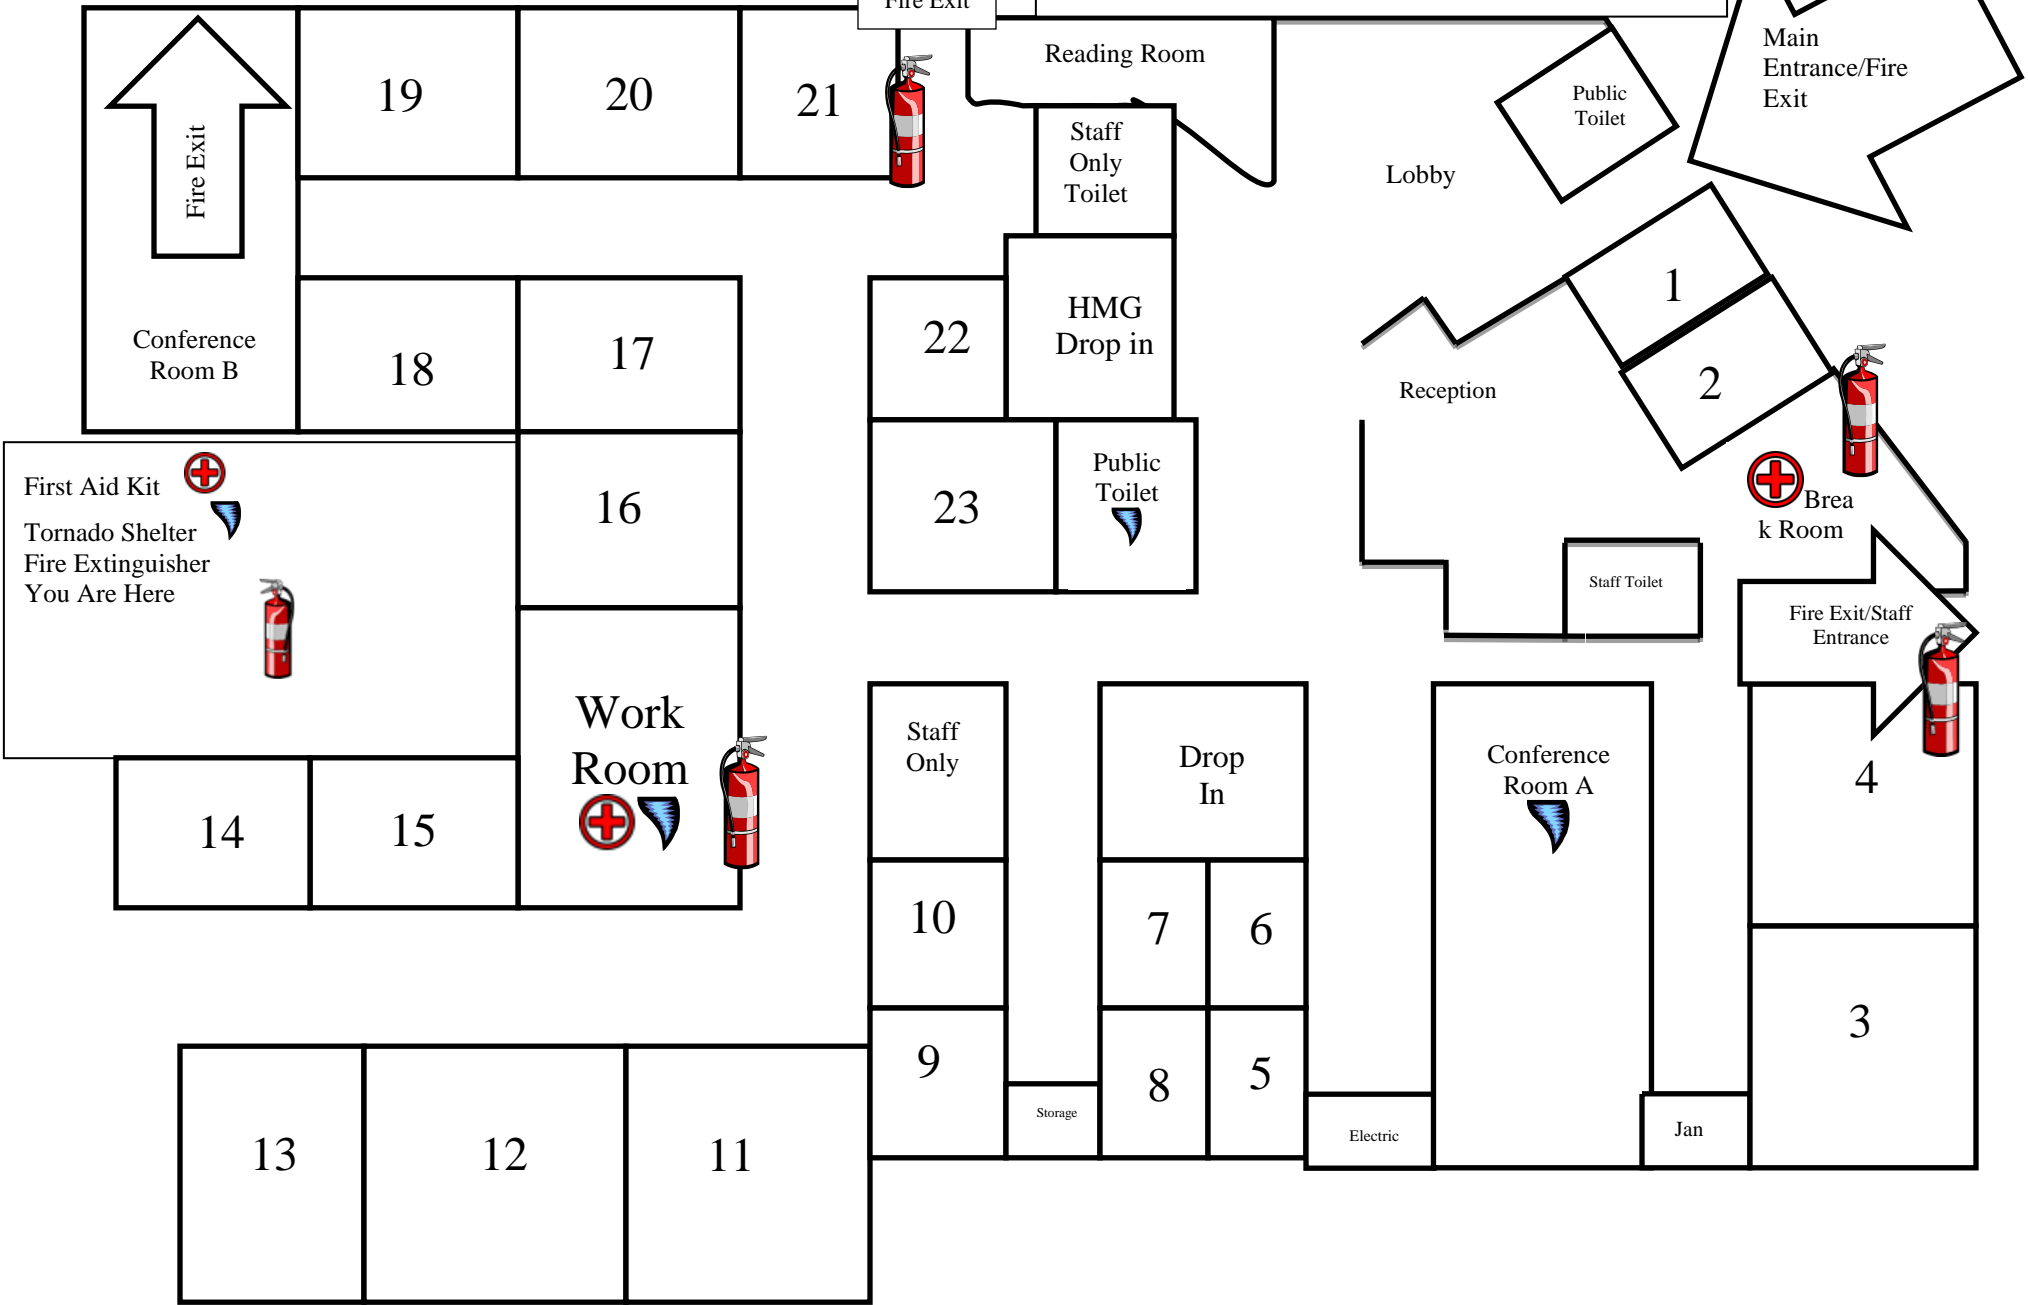 Fire Exit
Reading Room
Main
Entrance/Fire
Exit
19
20
21
Public
Toilet
Staff
Only
Toilet
Fire Exit
Lobby
1
HMG
Drop in
Conference
Room B
18
17
22
Reception
2
First Aid Kit
Tornado Shelter
Fire Extinguisher
You Are Here
16
23
Public
Toilet
Brea
k Room
Staff Toilet
Fire Exit/Staff
Entrance
Work
Room
Staff
Only
Drop
In
Conference
Room A
4
14
15
10
7
6
3
9
8
5
Storage
Electric
Jan
13
12
11